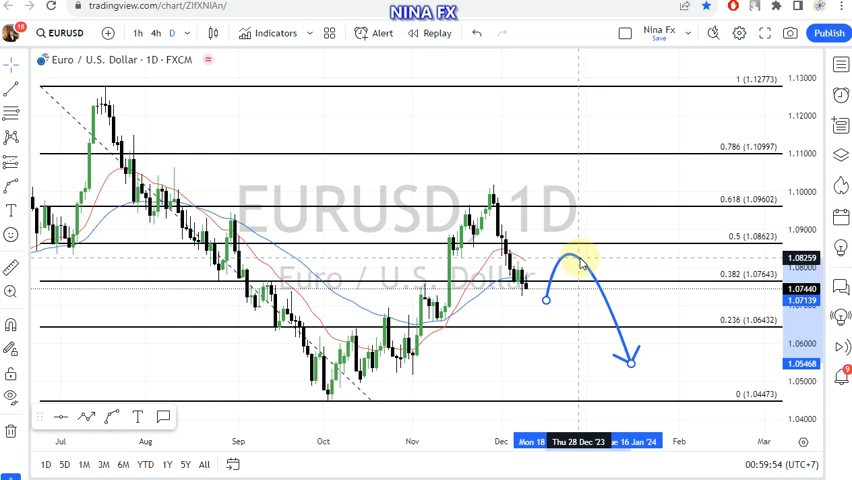 NINA FX
tradingview.com/chart/ZIfXNIAn/
18
EURUSD
1h 4h D
Indicators
Alert
Replay
Nina Fx
Save
Publish
Euro / U.S. Dollar · 1D · FXCM
EURUSD, 1D
Euro / U.S. Dollar
1 (1.12773)
0.786 (1.10997)
0.618 (1.09602)
0.5 (1.08623)
0.382 (1.07643)
0.236 (1.06432)
0 (1.04473)
1.13000
1.12000
1.11000
1.10000
1.09000
1.08259
1.08000
1.07440
1.07139
1.06000
1.05468
1.05000
1.04000
9
T
T
Jul Aug Sep Oct Nov Dec Mon 18 Thu 28 Dec '23 ue 16 Jan '24 Feb Mar
1D 5D 1M 3M 6M YTD 1Y 5Y All
00:59:54 (UTC+7)